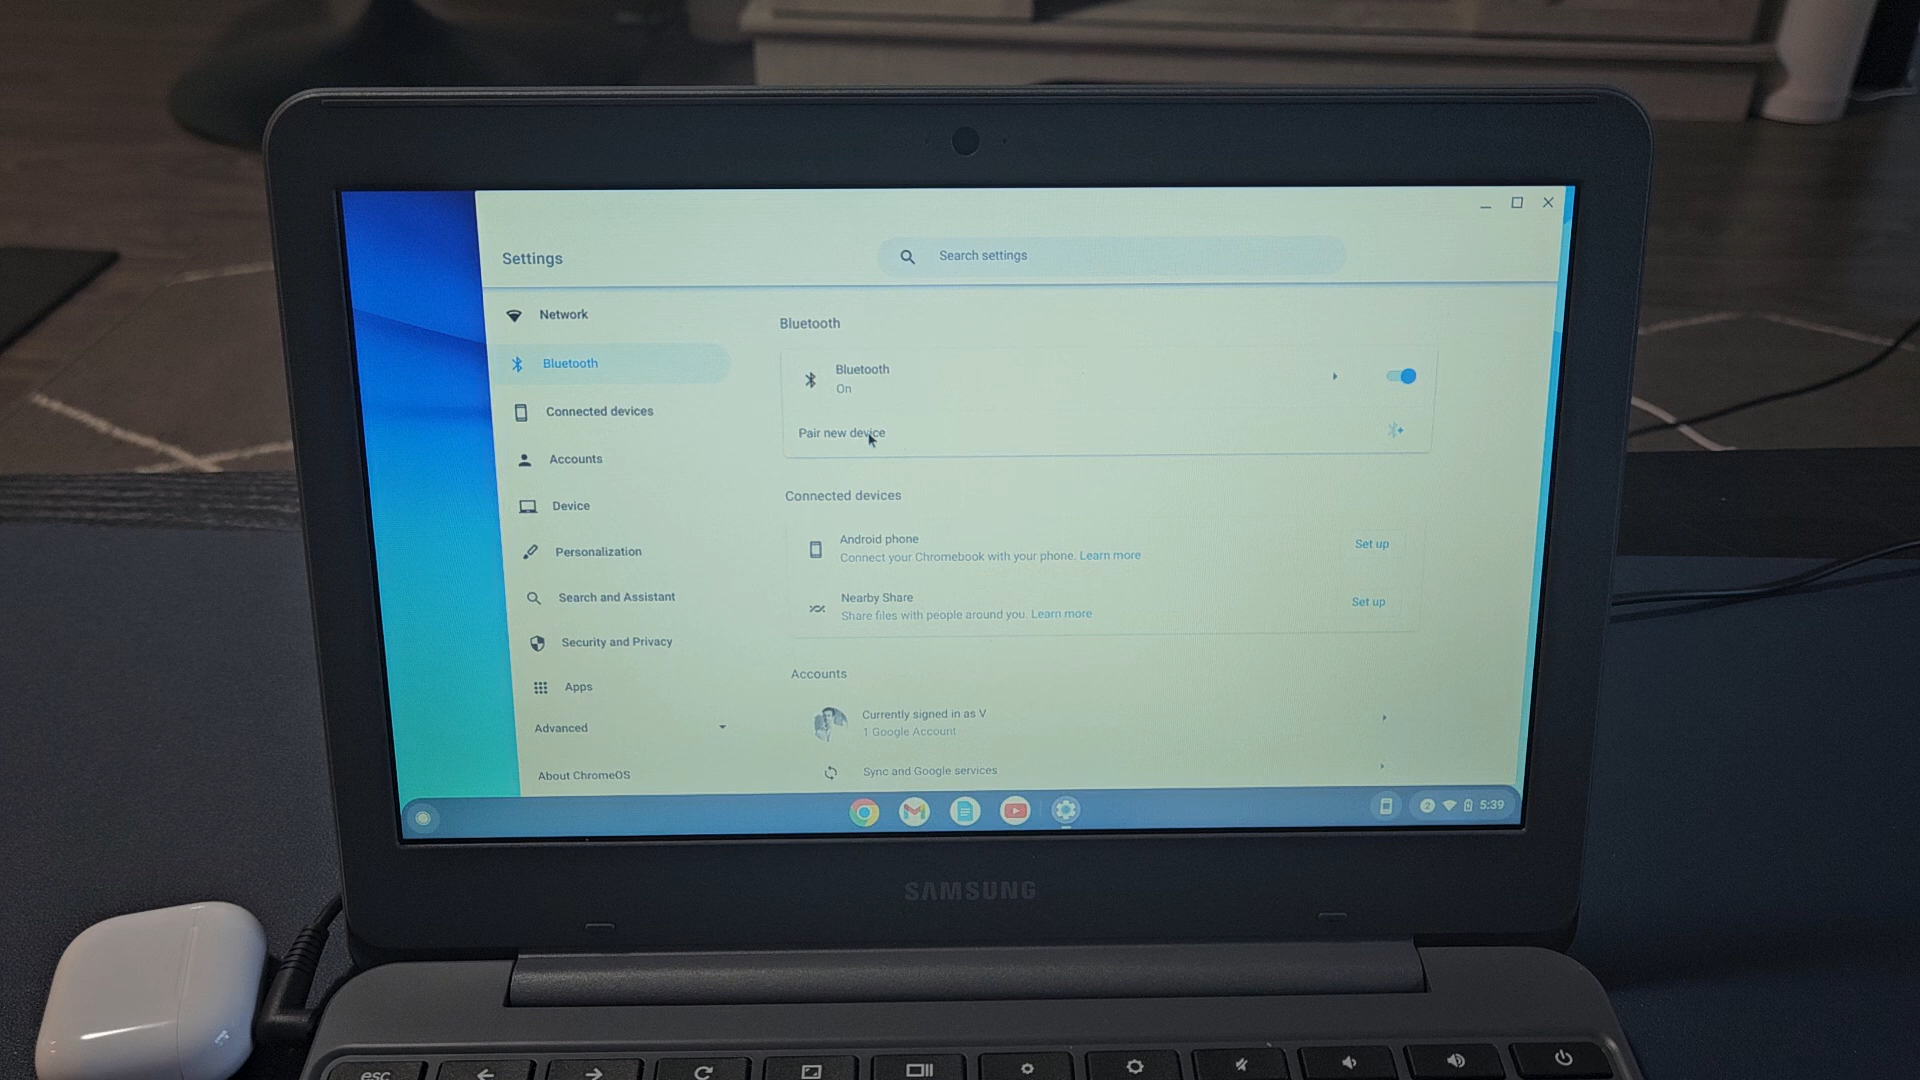 Settings
Search settings
Network
Bluetooth
Connected devices
Accounts
Device
Personalization
Search and Assistant
Security and Privacy
Apps
Advanced
About ChromeOS
Bluetooth
Bluetooth
On
Pair new device
Connected devices
Android phone
Connect your Chromebook with your phone. Learn more
Set up
Nearby Share
Share files with people around you. Learn more
Set up
Accounts
Currently signed in as V
1 Google Account
Sync and Google services
2
5:39
SAMSUNG
esc